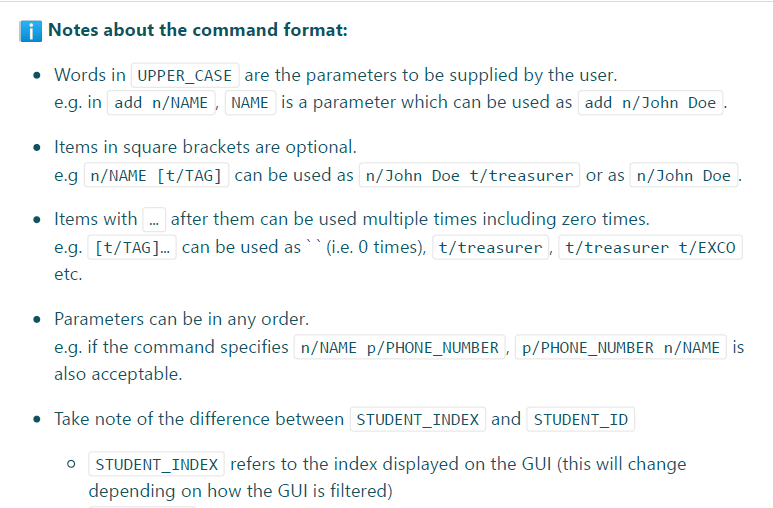 Notes about the command format:
Words in UPPER_CASE are the parameters to be supplied by the user.
e.g. in add n/NAME , NAME is a parameter which can be used as add n/John Doe .
Items in square brackets are optional.
e.g n/NAME [t/TAG] can be used as n/John Doe t/treasurer or as n/John Doe .
Items with … after them can be used multiple times including zero times.
e.g. [t/TAG]… can be used as ` ` (i.e. 0 times), t/treasurer , t/treasurer t/EXCO
etc.
Parameters can be in any order.
e.g. if the command specifies n/NAME p/PHONE_NUMBER , p/PHONE_NUMBER n/NAME is
also acceptable.
Take note of the difference between STUDENT_INDEX and STUDENT_ID
STUDENT_INDEX refers to the index displayed on the GUI (this will change
depending on how the GUI is filtered)